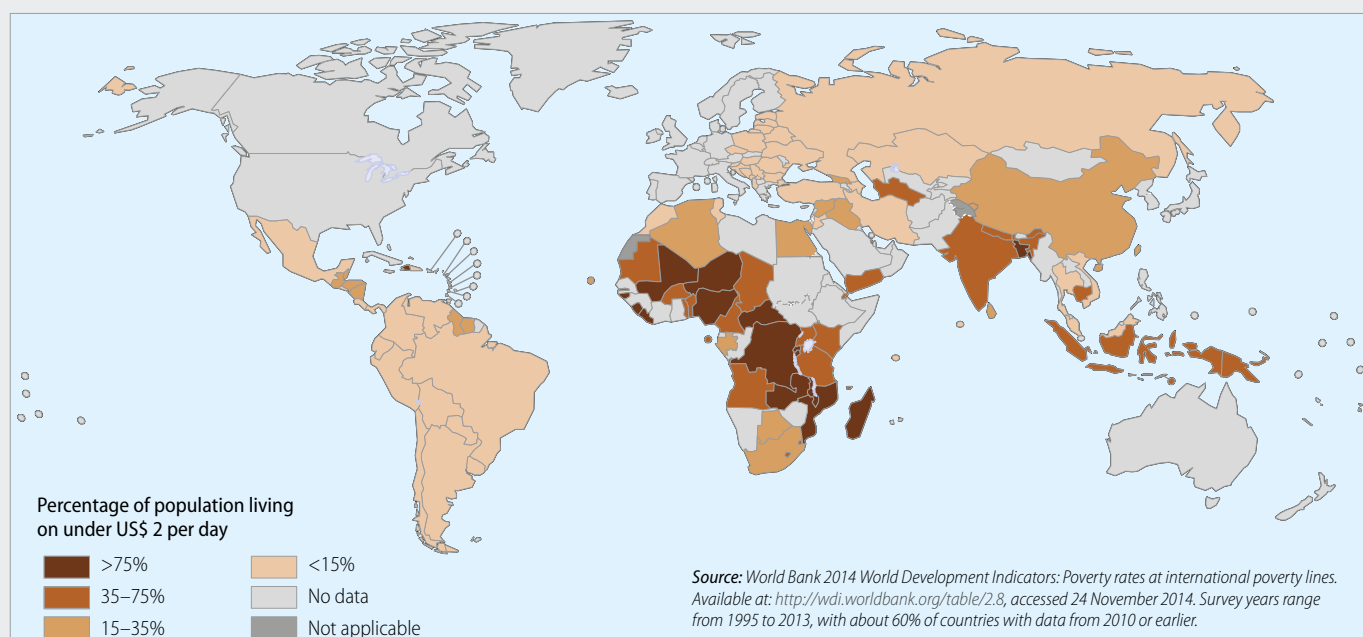 Percentage of population living
on under US$ 2 per day
>75%
35–75%
15–35%
<15%
No data
Not applicable
Source: World Bank 2014 World Development Indicators: Poverty rates at international poverty lines.
Available at: http://wdi.worldbank.org/table/2.8, accessed 24 November 2014. Survey years range
from 1995 to 2013, with about 60% of countries with data from 2010 or earlier.